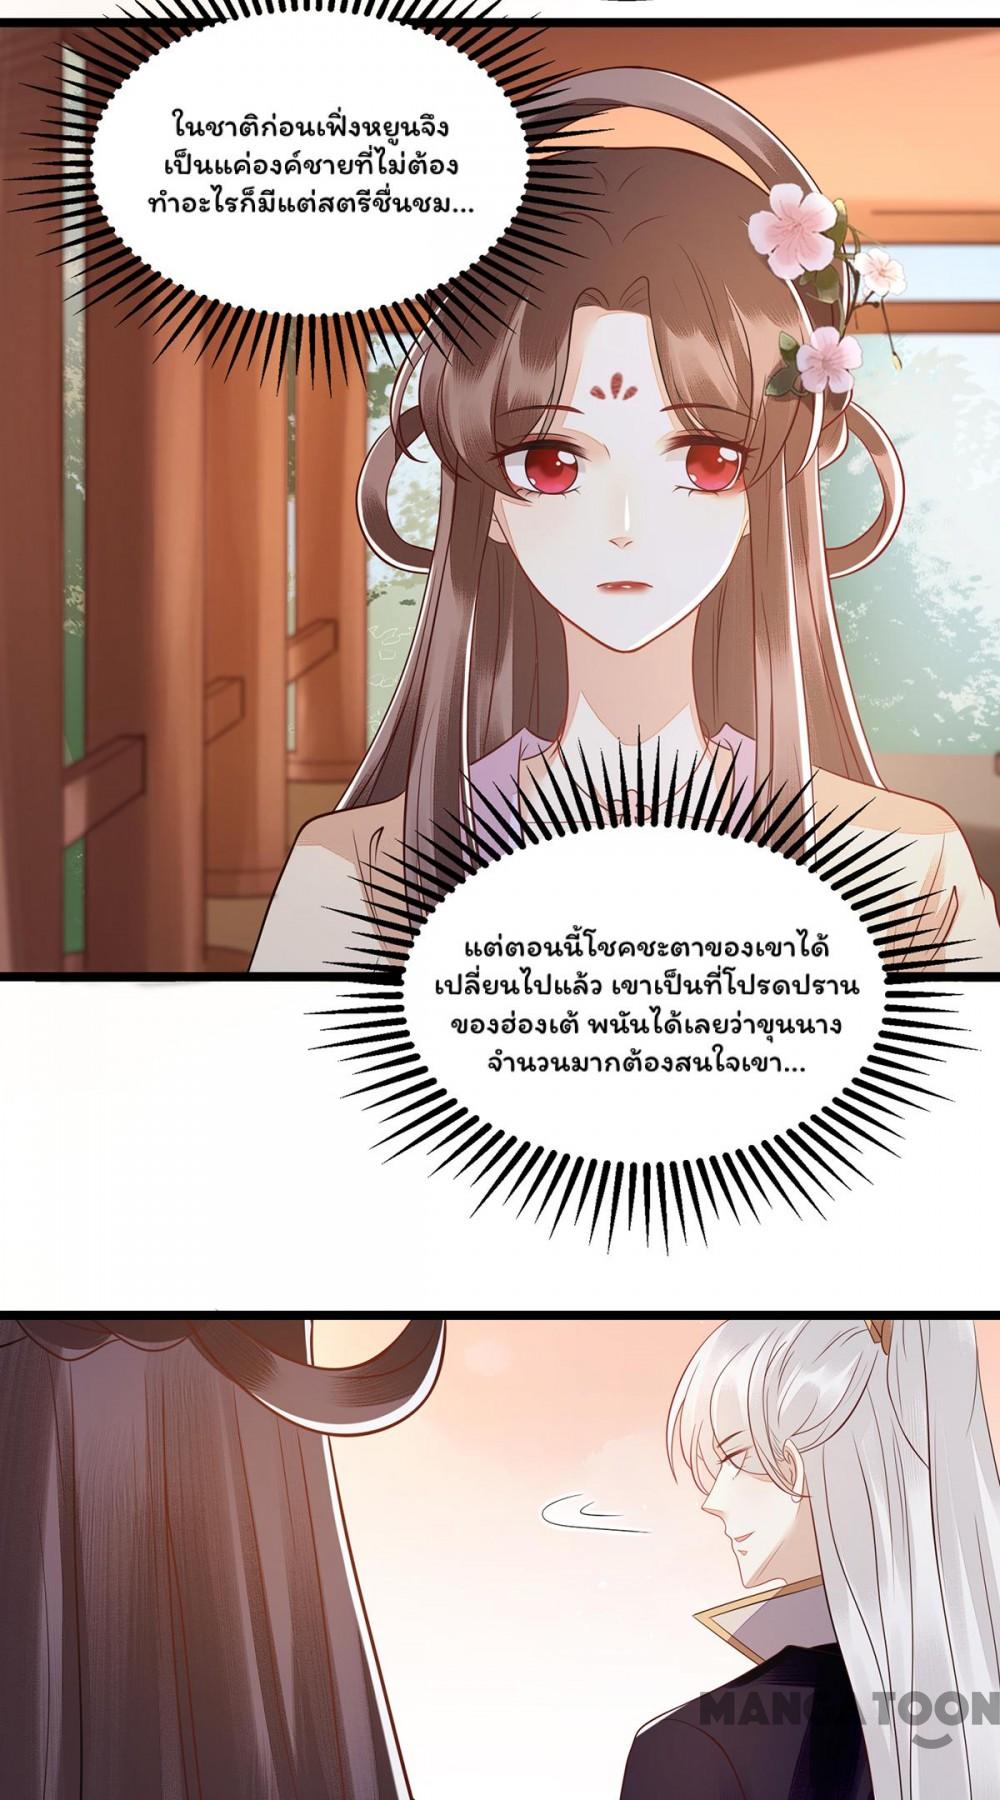 ในชาติก่อนเฟิ่งหยูนจึง
เป็นแค่องค์ชายที่ไม่ต้อง
ทำอะไรก็มีแต่สตรีชื่นชม...
แต่ตอนนี้โชคชะตาของเขาได้
เปลี่ยนไปแล้ว เขาเป็นที่โปรดปราน
ของฮ่องเต้ พนันได้เลยว่าขุนนาง
จำนวนมากต้องสนใจเขา...
MANGATOON